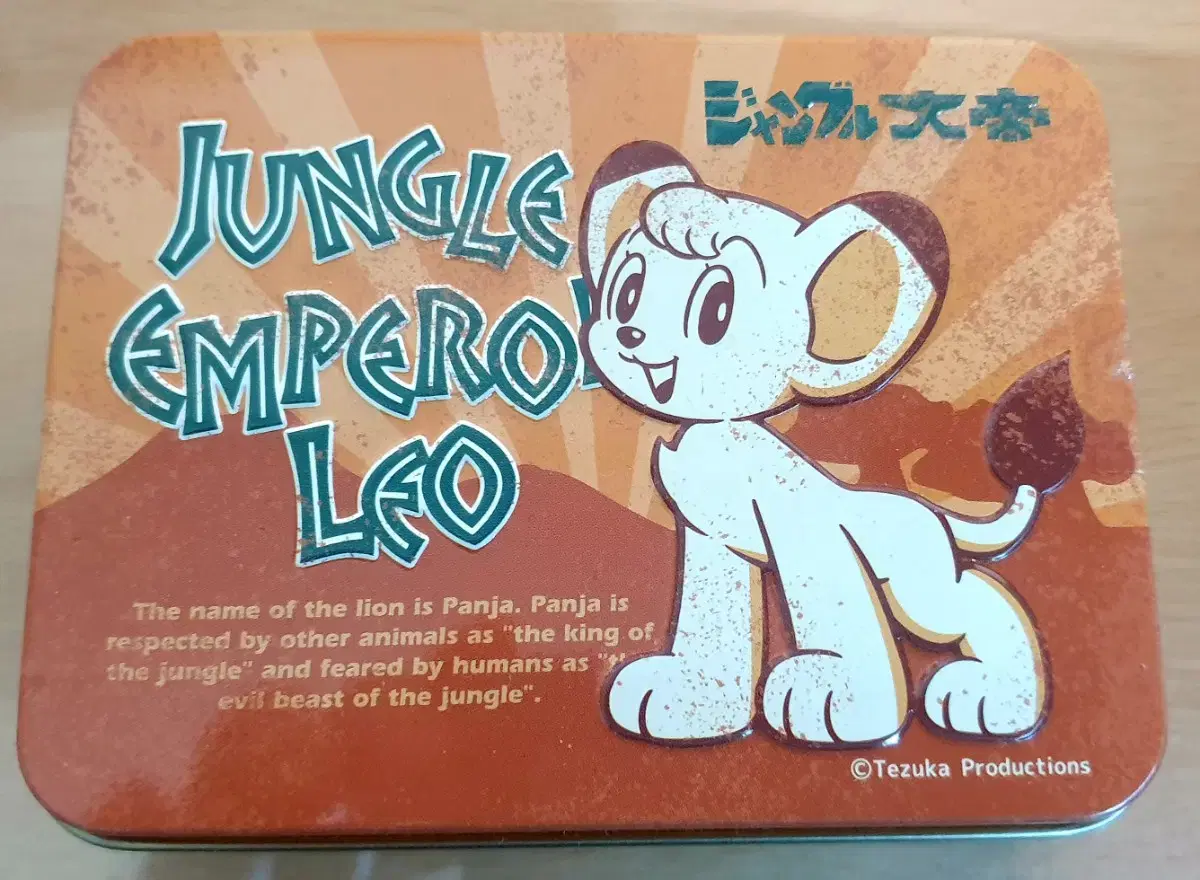 ジャングル大帝
JUNGLE
EMPERO
LEO
The name of the lion is Panja. Panja is
respected by other animals as "the king of
the jungle" and feared by humans as "
evil beast of the jungle".
©Tezuka Productions